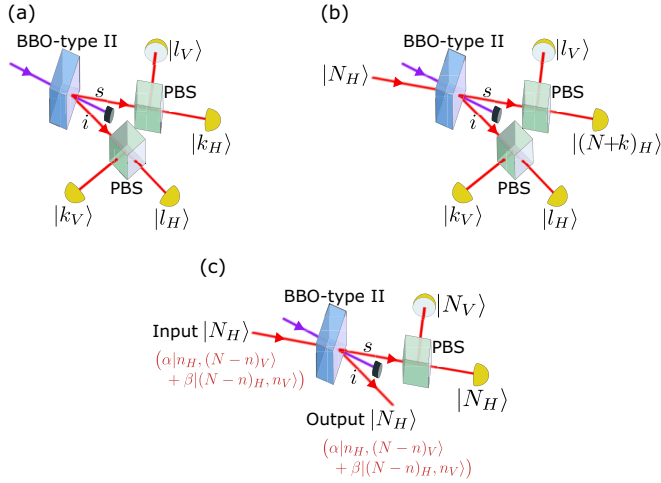 (a)
BBO-type II
|l_V⟩
s
PBS
i
|k_H⟩
PBS
|k_V⟩
|l_H⟩
(b)
BBO-type II
|l_V⟩
|N_H⟩
s
PBS
i
|(N+k)_H⟩
PBS
|k_V⟩
|l_H⟩
(c)
BBO-type II
|N_V⟩
Input |N_H⟩
s
PBS
(α|n_H, (N − n)_V⟩
+ β|(N − n)_H, n_V⟩)
i
|N_H⟩
Output |N_H⟩
(α|n_H, (N − n)_V⟩
+ β|(N − n)_H, n_V⟩)